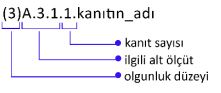 (3)A.3.1.1.kanıtın_adı
kanıt sayısı
ilgili alt ölçüt
olgunluk düzeyi